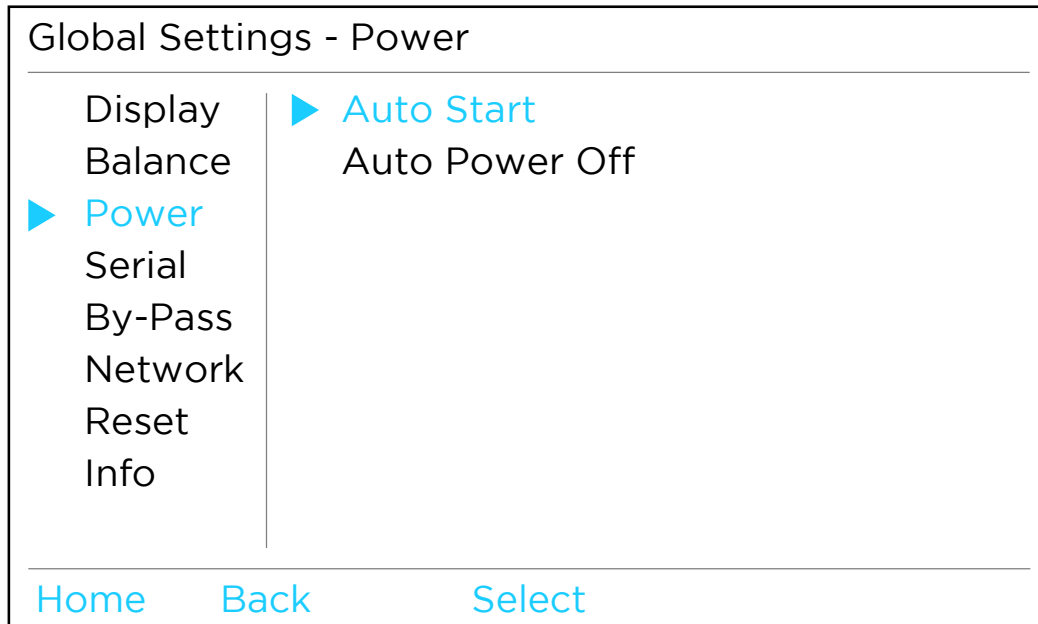 Global Settings - Power
Display
Balance
Power
Serial
By-Pass
Network
Reset
Info
Auto Start
Auto Power Off
Home Back Select